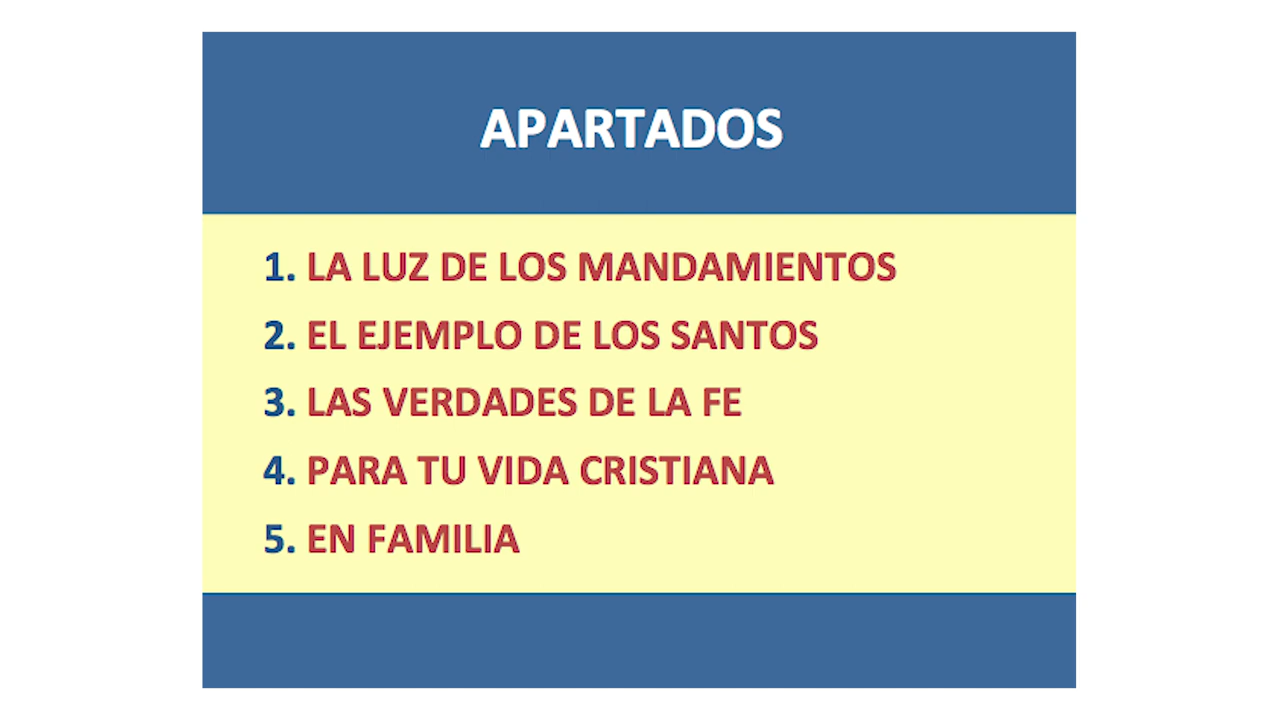 APARTADOS
1. LA LUZ DE LOS MANDAMIENTOS
2. EL EJEMPLO DE LOS SANTOS
3. LAS VERDADES DE LA FE
4. PARA TU VIDA CRISTIANA
5. EN FAMILIA